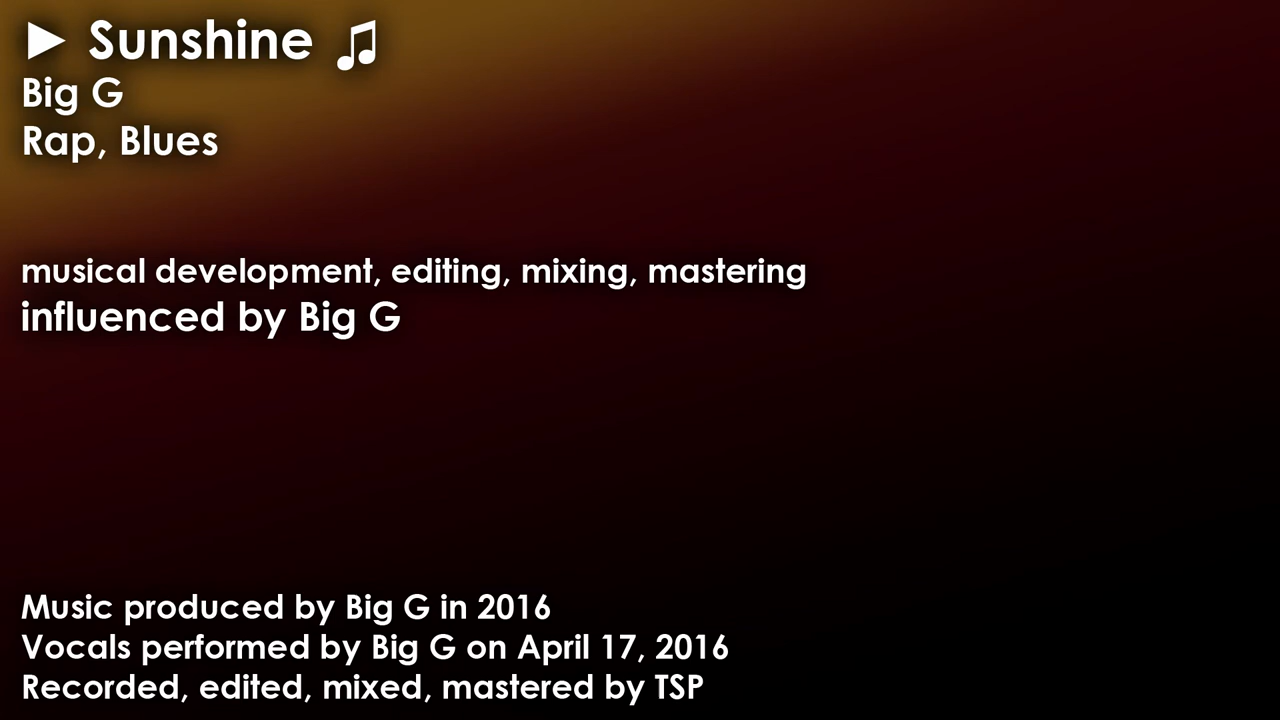 ► Sunshine ♫
Big G
Rap, Blues
musical development, editing, mixing, mastering
influenced by Big G
Music produced by Big G in 2016
Vocals performed by Big G on April 17, 2016
Recorded, edited, mixed, mastered by TSP